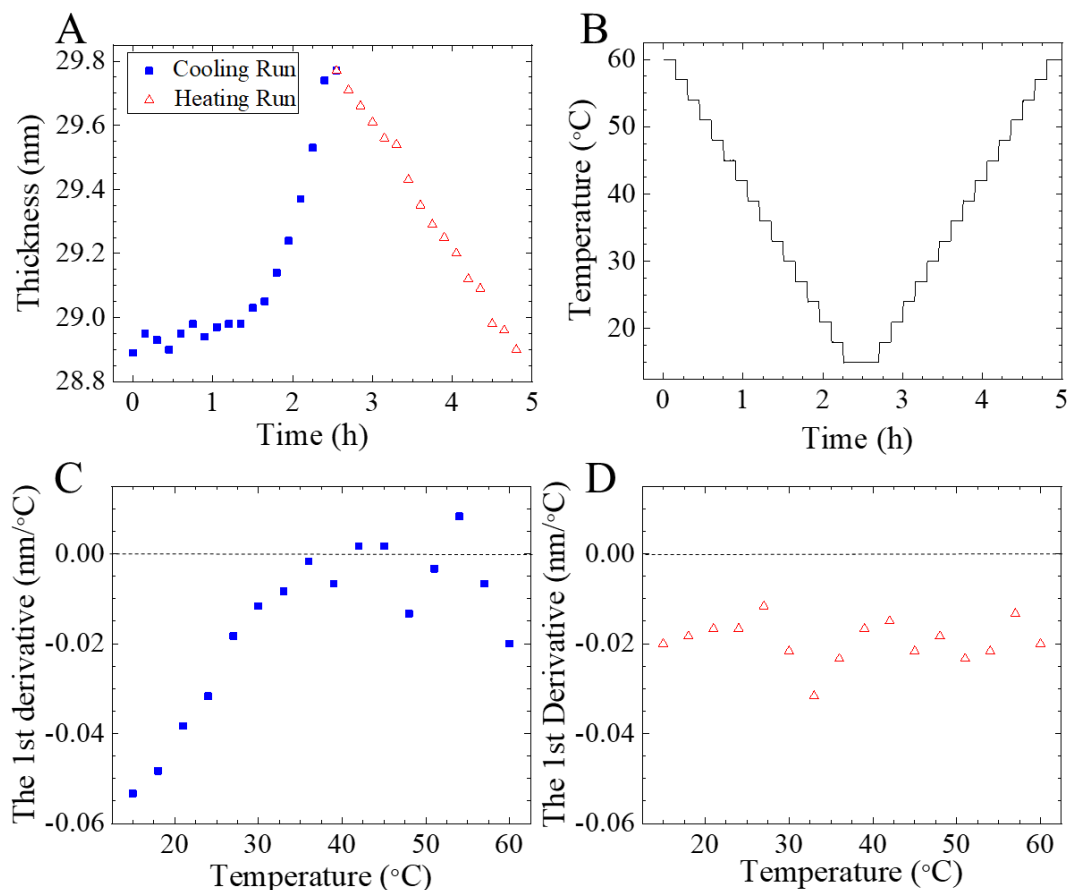 A
Thickness (nm)
29.8
29.6
29.4
29.2
29.0
28.8
Cooling Run
Heating Run
0 1 2 3 4 5
Time (h)
B
Temperature (°C)
60
50
40
30
20
0 1 2 3 4 5
Time (h)
C
The 1st derivative (nm/°C)
0.00
-0.02
-0.04
-0.06
20 30 40 50 60
Temperature (°C)
D
The 1st Derivative (nm/°C)
0.00
-0.02
-0.04
-0.06
20 30 40 50 60
Temperature (°C)